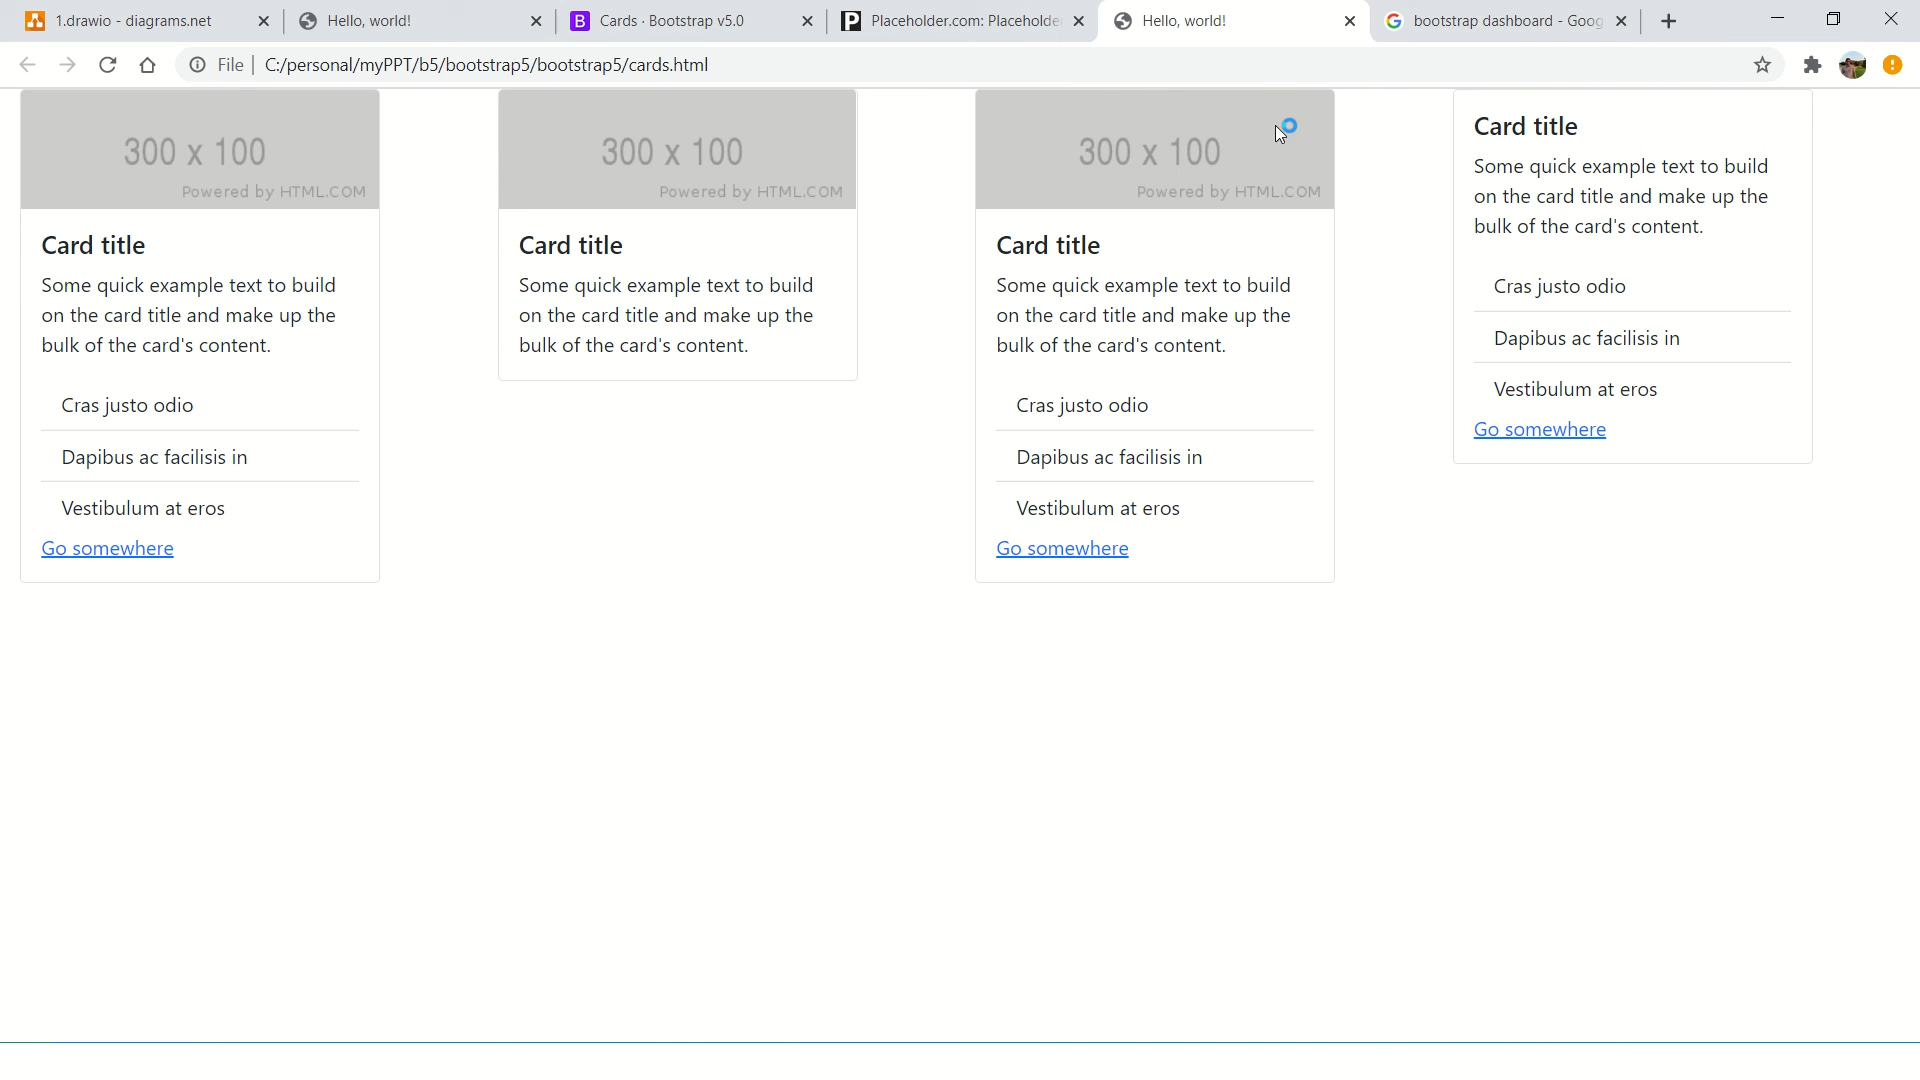 1.drawio - diagrams.net
Hello, world!
Cards · Bootstrap v5.0
Placeholder.com: Placeholde
Hello, world!
bootstrap dashboard - Goog
File
C:/personal/myPPT/b5/bootstrap5/bootstrap5/cards.html
300 x 100
Powered by HTML.COM
Card title
Some quick example text to build
on the card title and make up the
bulk of the card's content.
Cras justo odio
Dapibus ac facilisis in
Vestibulum at eros
Go somewhere
300 x 100
Powered by HTML.COM
Card title
Some quick example text to build
on the card title and make up the
bulk of the card's content.
300 x 100
Powered by HTML.COM
Card title
Some quick example text to build
on the card title and make up the
bulk of the card's content.
Cras justo odio
Dapibus ac facilisis in
Vestibulum at eros
Go somewhere
Card title
Some quick example text to build
on the card title and make up the
bulk of the card's content.
Cras justo odio
Dapibus ac facilisis in
Vestibulum at eros
Go somewhere